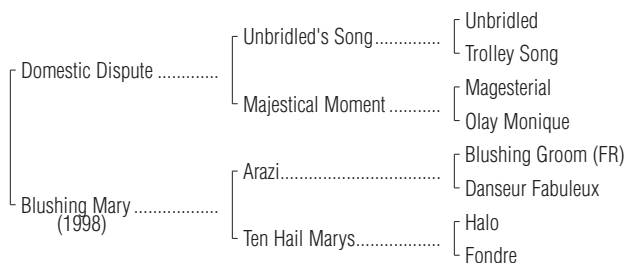 Unbridled
Unbridled's Song..............
Trolley Song
Domestic Dispute .............
Magesterial
Majestical Moment ...........
Olay Monique
Blushing Groom (FR)
Arazi.....................................
Danseur Fabuleux
Blushing Mary ..................
(1998)
Halo
Ten Hail Marys...................
Fondre